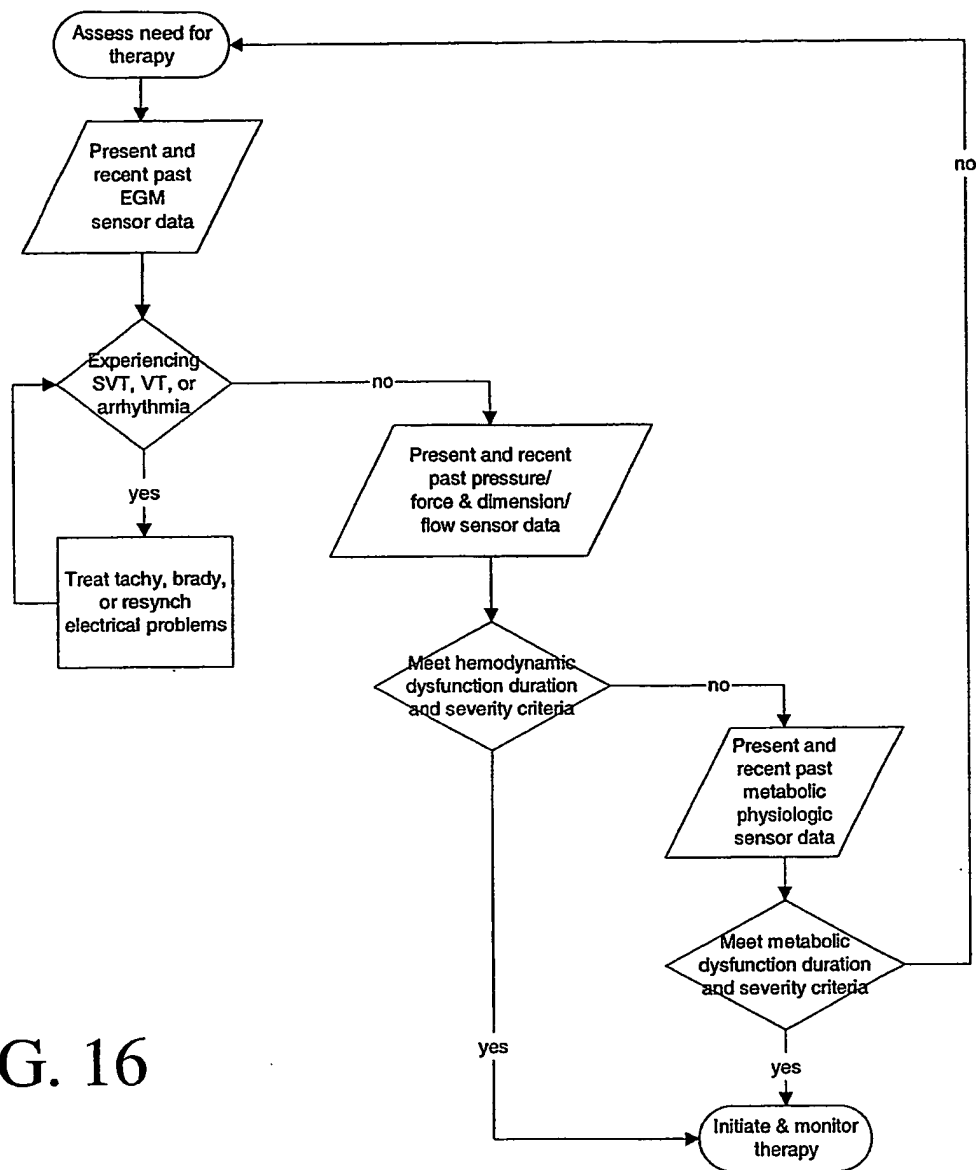 Assess need for
therapy
Present and
recent past
EGM
sensor data
no
Experiencing
SVT, VT, or
arrhythmia
no
yes
Treat tachy, brady,
or resynch
electrical problems
Present and recent
past pressure/
force & dimension/
flow sensor data
Meet hemodynamic
dysfunction duration
and severity criteria
no
Present and
recent past
metabolic
physiologic
sensor data
Meet metabolic
dysfunction duration
and severity criteria
yes
yes
Initiate & monitor
therapy
G. 16